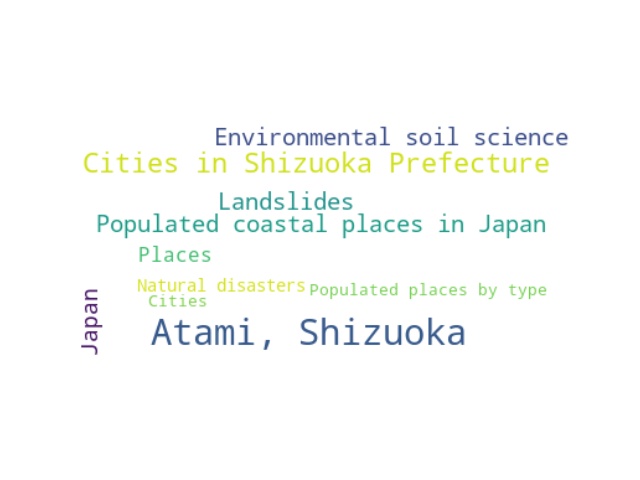 Environmental soil science
Cities in Shizuoka Prefecture
Landslides
Populated coastal places in Japan
Places
Natural disasters
Populated places by type
Cities
Japan
Atami, Shizuoka